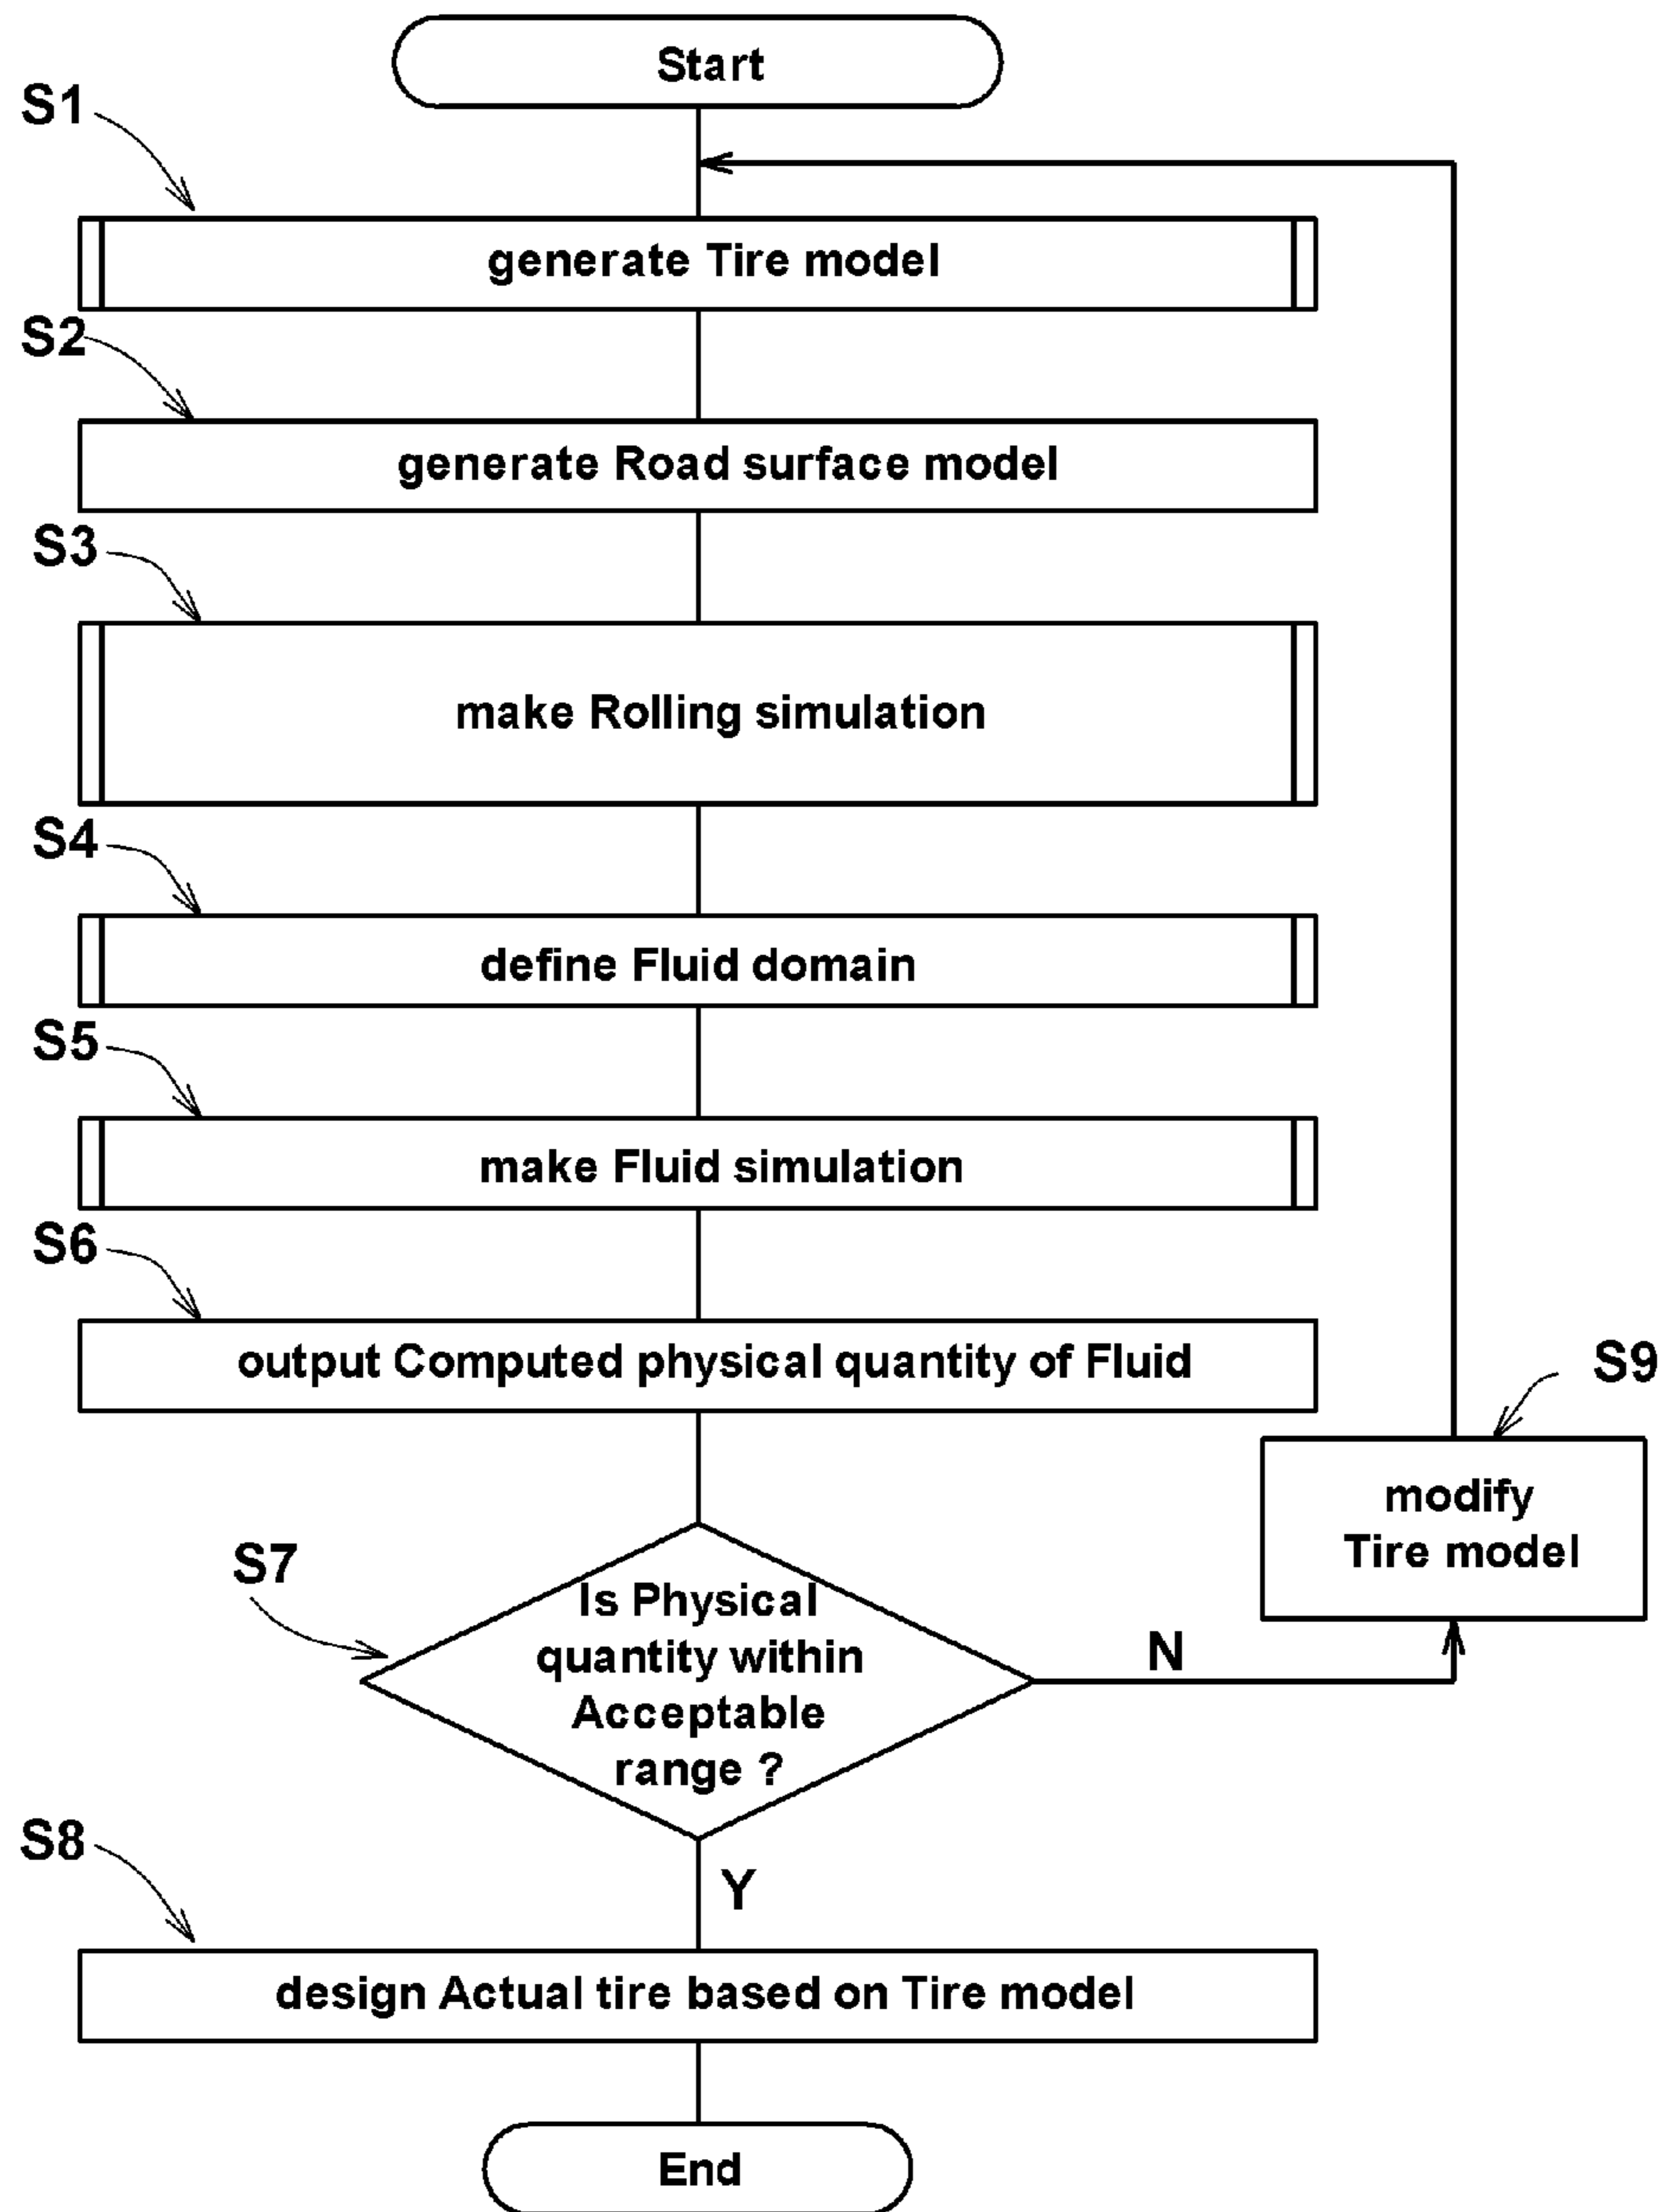 Start
S1
generate Tire model
S2
generate Road surface model
S3
make Rolling simulation
S4
define Fluid domain
S5
make Fluid simulation
S6
output Computed physical quantity of Fluid
S9
modify
Tire model
S7
Is Physical
quantity within
Acceptable
range ?
N
Y
S8
design Actual tire based on Tire model
End